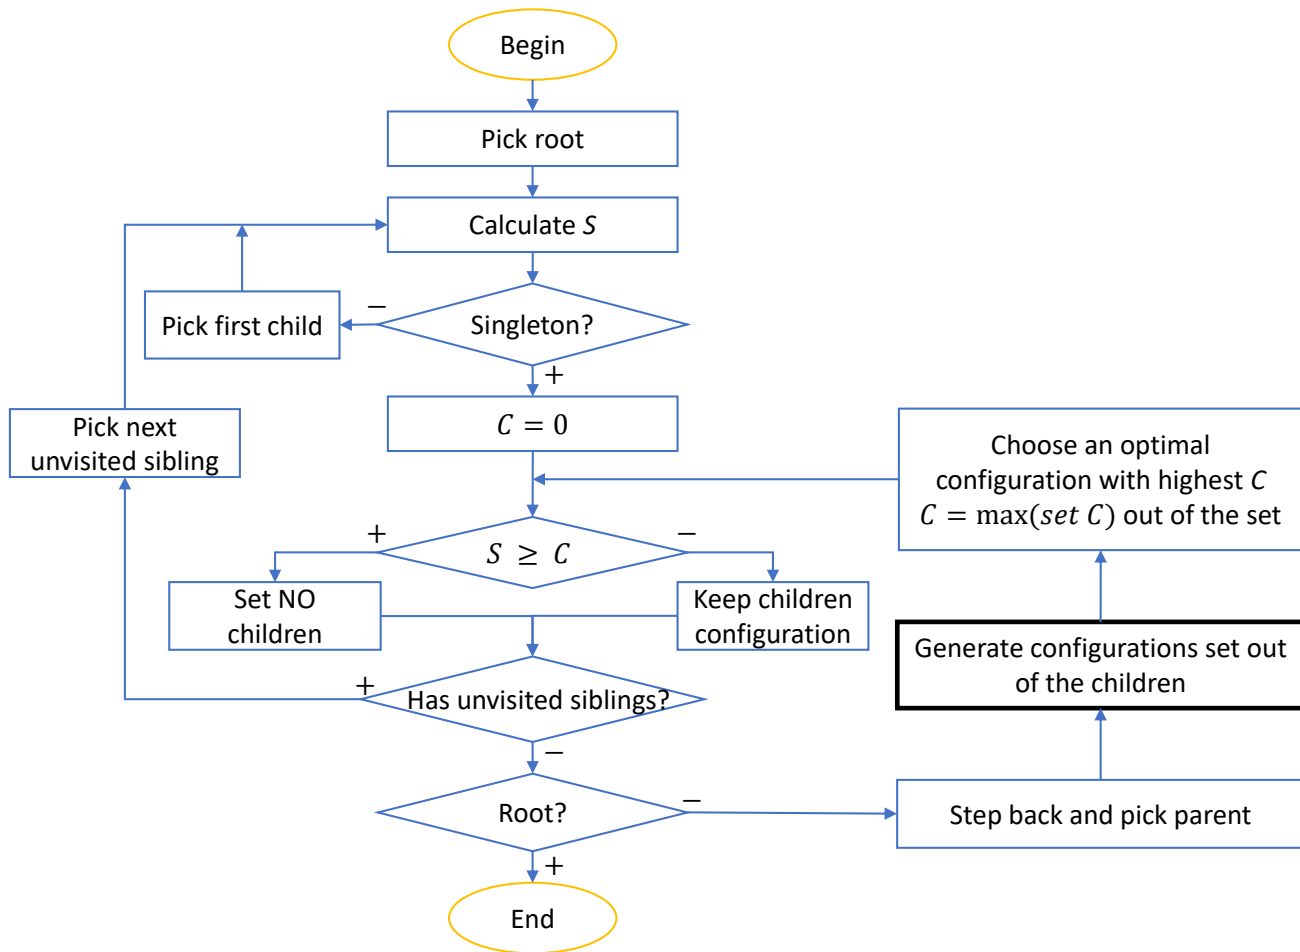 Begin
Pick root
Calculate S
−
Pick first child
Singleton?
+
C = 0
Pick next
unvisited sibling
Choose an optimal
configuration with highest C
C = max(set C) out of the set
+
−
S ≥ C
Set NO
children
Keep children
configuration
Generate configurations set out
of the children
+
Has unvisited siblings?
−
Root?
−
Step back and pick parent
+
End